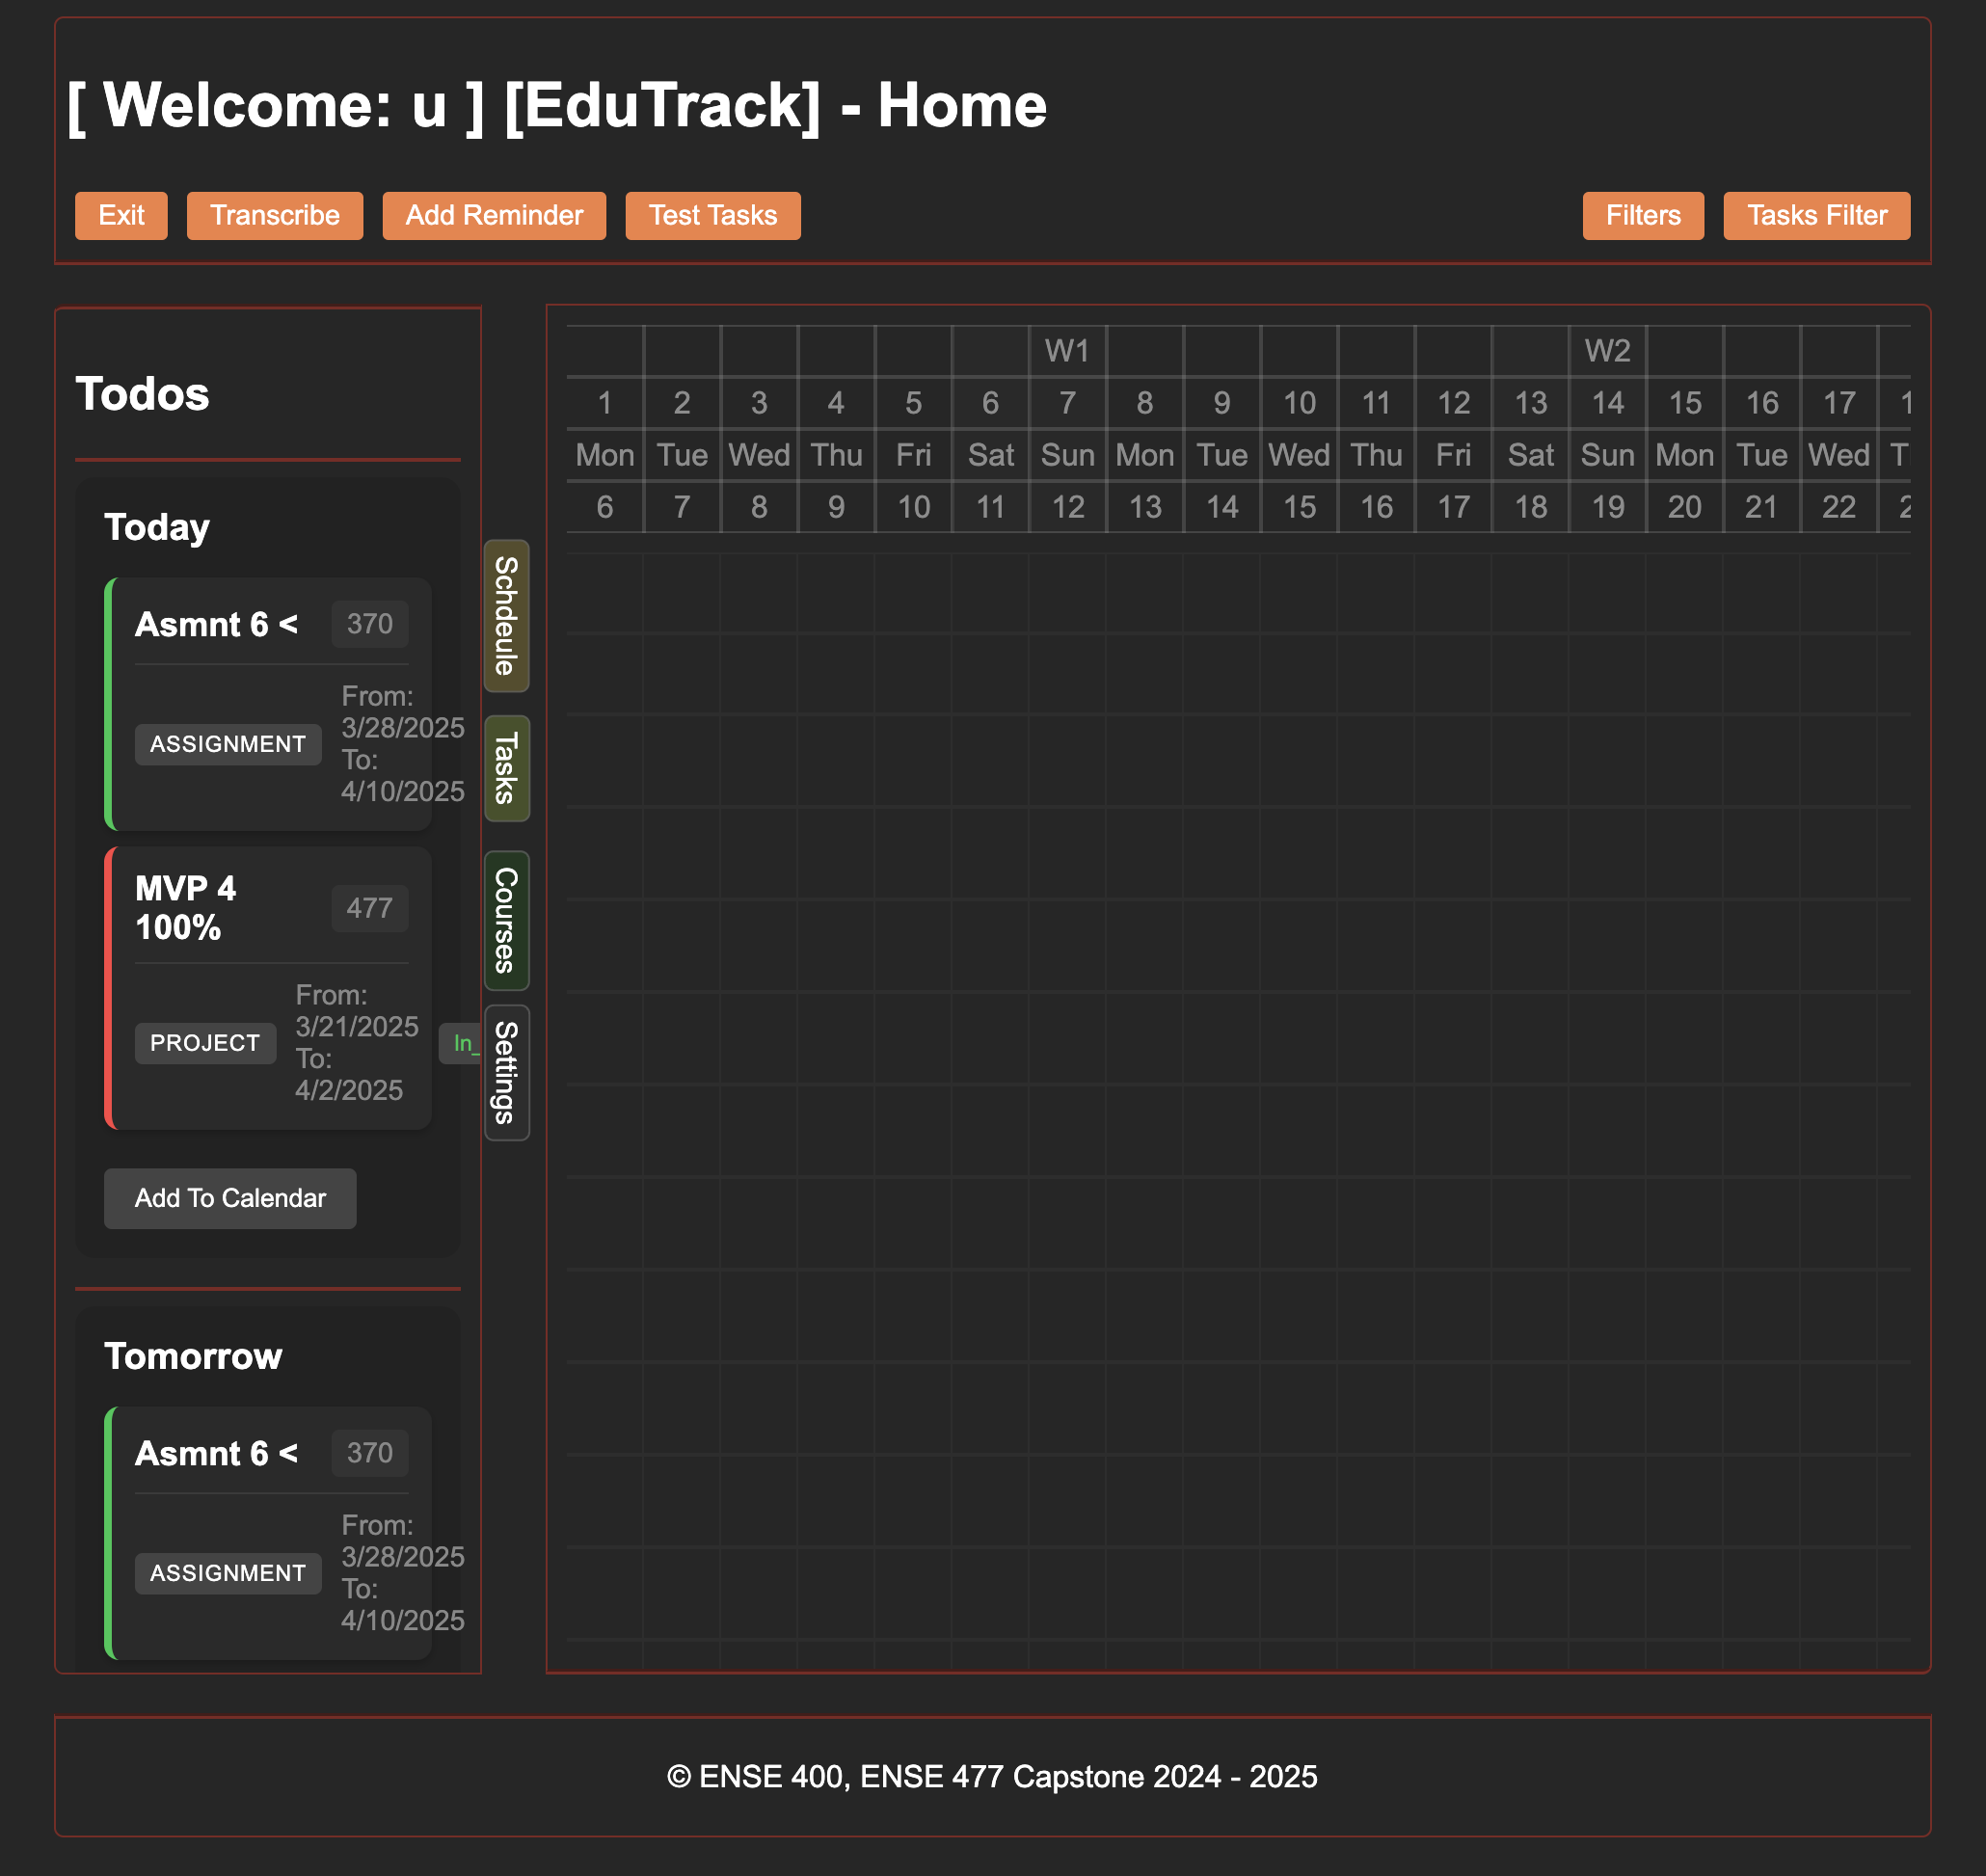 [ Welcome: u ] [EduTrack] - Home
Exit Transcribe Add Reminder Test Tasks Filters Tasks Filter
Todos
Today
Asmnt 6 < 370
ASSIGNMENT
From:
3/28/2025
To:
4/10/2025
MVP 4
100%
477
PROJECT
From:
3/21/2025
To:
4/2/2025
In_
Add To Calendar
Tomorrow
Asmnt 6 < 370
ASSIGNMENT
From:
3/28/2025
To:
4/10/2025
Schdeule
Tasks
Courses
Settings
W1 W2
1 2 3 4 5 6 7 8 9 10 11 12 13 14 15 16 17
Mon Tue Wed Thu Fri Sat Sun Mon Tue Wed Thu Fri Sat Sun Mon Tue Wed
6 7 8 9 10 11 12 13 14 15 16 17 18 19 20 21 22
© ENSE 400, ENSE 477 Capstone 2024 - 2025